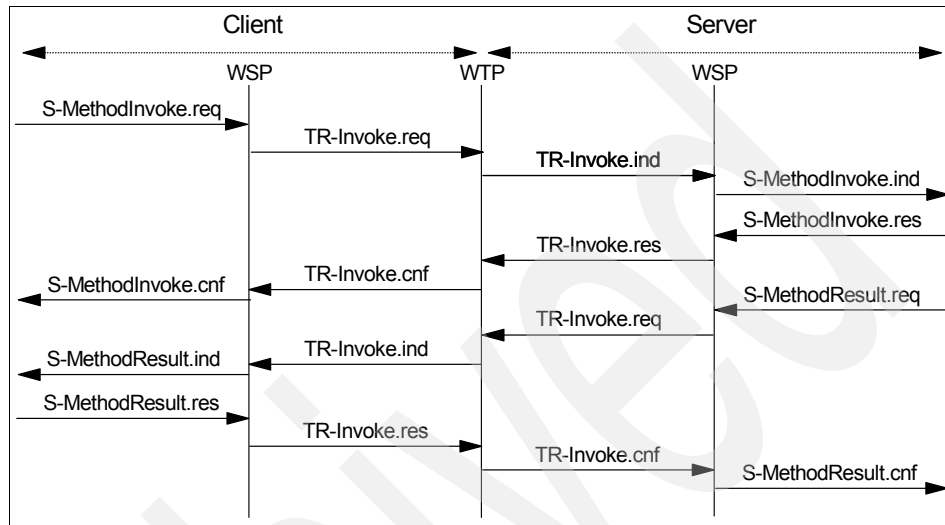 Client Server
WSP WTP WSP
S-MethodInvoke.req
TR-Invoke.req
TR-Invoke.ind
S-MethodInvoke.ind
S-MethodInvoke.res
TR-Invoke.res
TR-Invoke.cnf
S-MethodInvoke.cnf
S-MethodResult.req
TR-Invoke.req
TR-Invoke.ind
S-MethodResult.ind
S-MethodResult.res
TR-Invoke.res
TR-Invoke.cnf
S-MethodResult.cnf